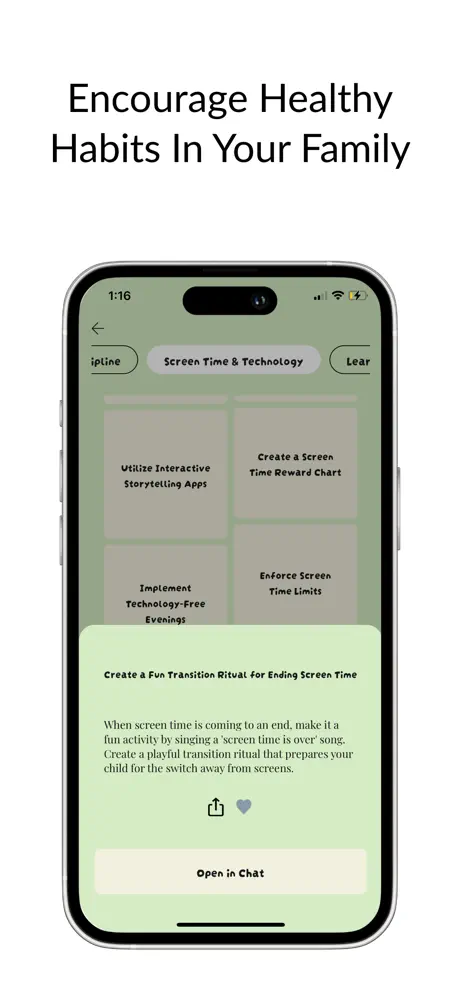 Encourage Healthy
Habits In Your Family
1:16
ipline
Screen Time & Technology
Lear
Utilize Interactive
Storytelling Apps
Create a Screen
Time Reward Chart
Implement
Technology-Free
Evenings
Enforce Screen
Time Limits
Create a Fun Transition Ritual for Ending Screen Time
When screen time is coming to an end, make it a
fun activity by singing a 'screen time is over' song.
Create a playful transition ritual that prepares your
child for the switch away from screens.
Open in Chat